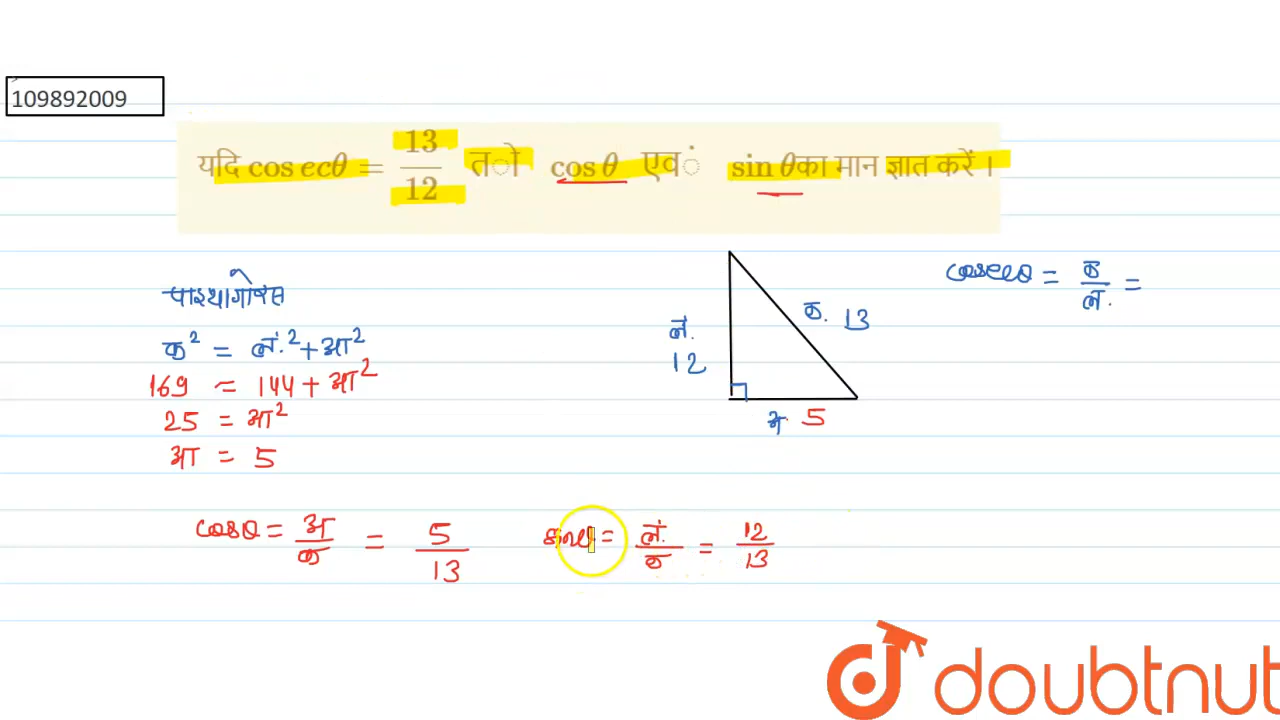 109892009
यदि cosecθ = 13/12 तो cosθ एवं sinθका मान ज्ञात करें ।
पाइथागोरस
क² = लं.² + आ²
169 = 144 + आ²
25 = आ²
आ = 5
लं.
12
क. 13
अ 5
cosecθ = क/लं. =
cosθ = अ/क = 5/13
sinθ = लं./क = 12/13
doubtnut